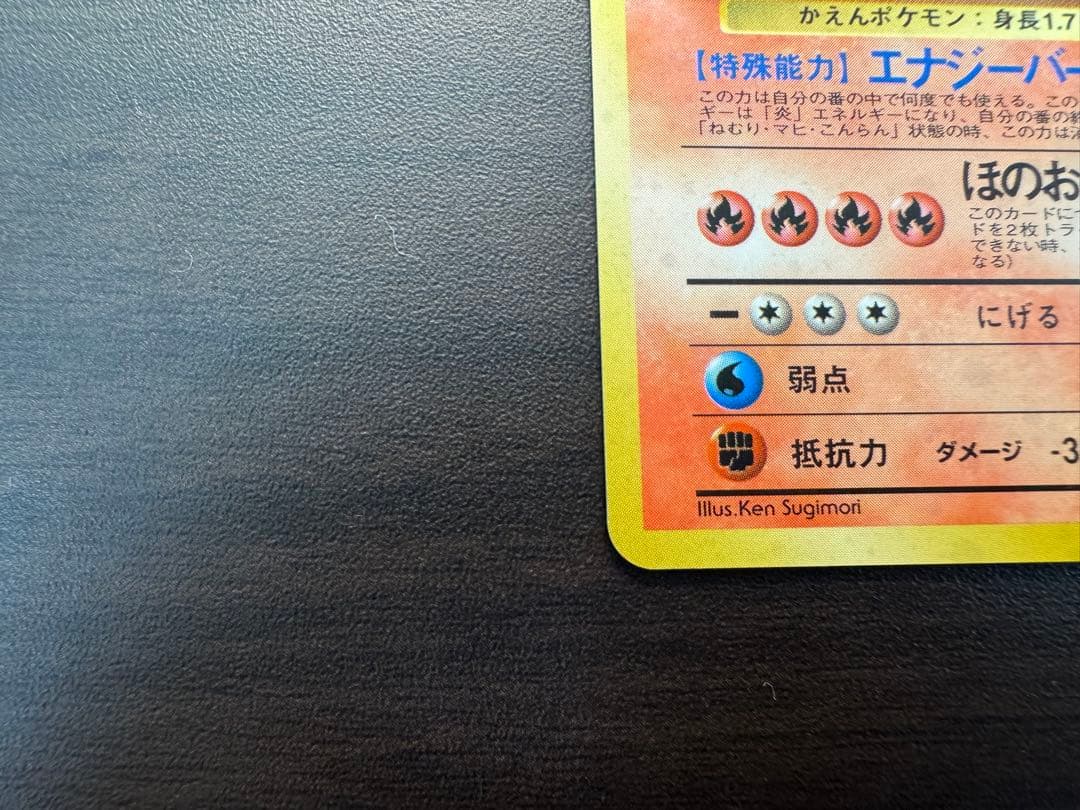 かえんポケモン：身長1.7
【特殊能力】 エナジーバー
この力は自分の番の中で何度でも使える。この
ギーは「炎」エネルギーになり、自分の番の終
「ねむり・マヒ・こんらん」状態の時、この力は
ほのお
このカードに
ドを2枚トラ
できない時、
なる)
ー にげる
弱点
抵抗力 ダメージ -3
Illus.Ken Sugimori